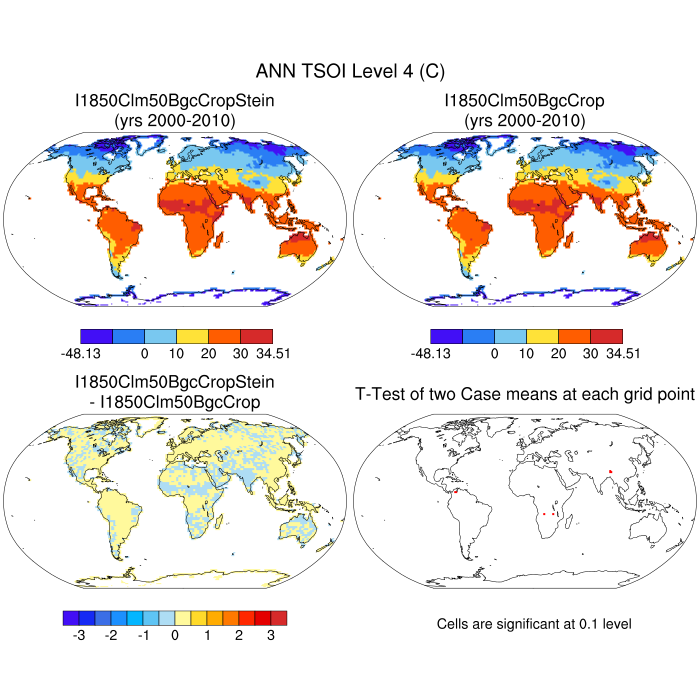 ANN TSOI Level 4 (C)
I1850Clm50BgcCropStein
(yrs 2000-2010)
I1850Clm50BgcCrop
(yrs 2000-2010)
-48.13 0 10 20 30 34.51
-48.13 0 10 20 30 34.51
I1850Clm50BgcCropStein
- I1850Clm50BgcCrop
T-Test of two Case means at each grid point
-3 -2 -1 0 1 2 3
Cells are significant at 0.1 level